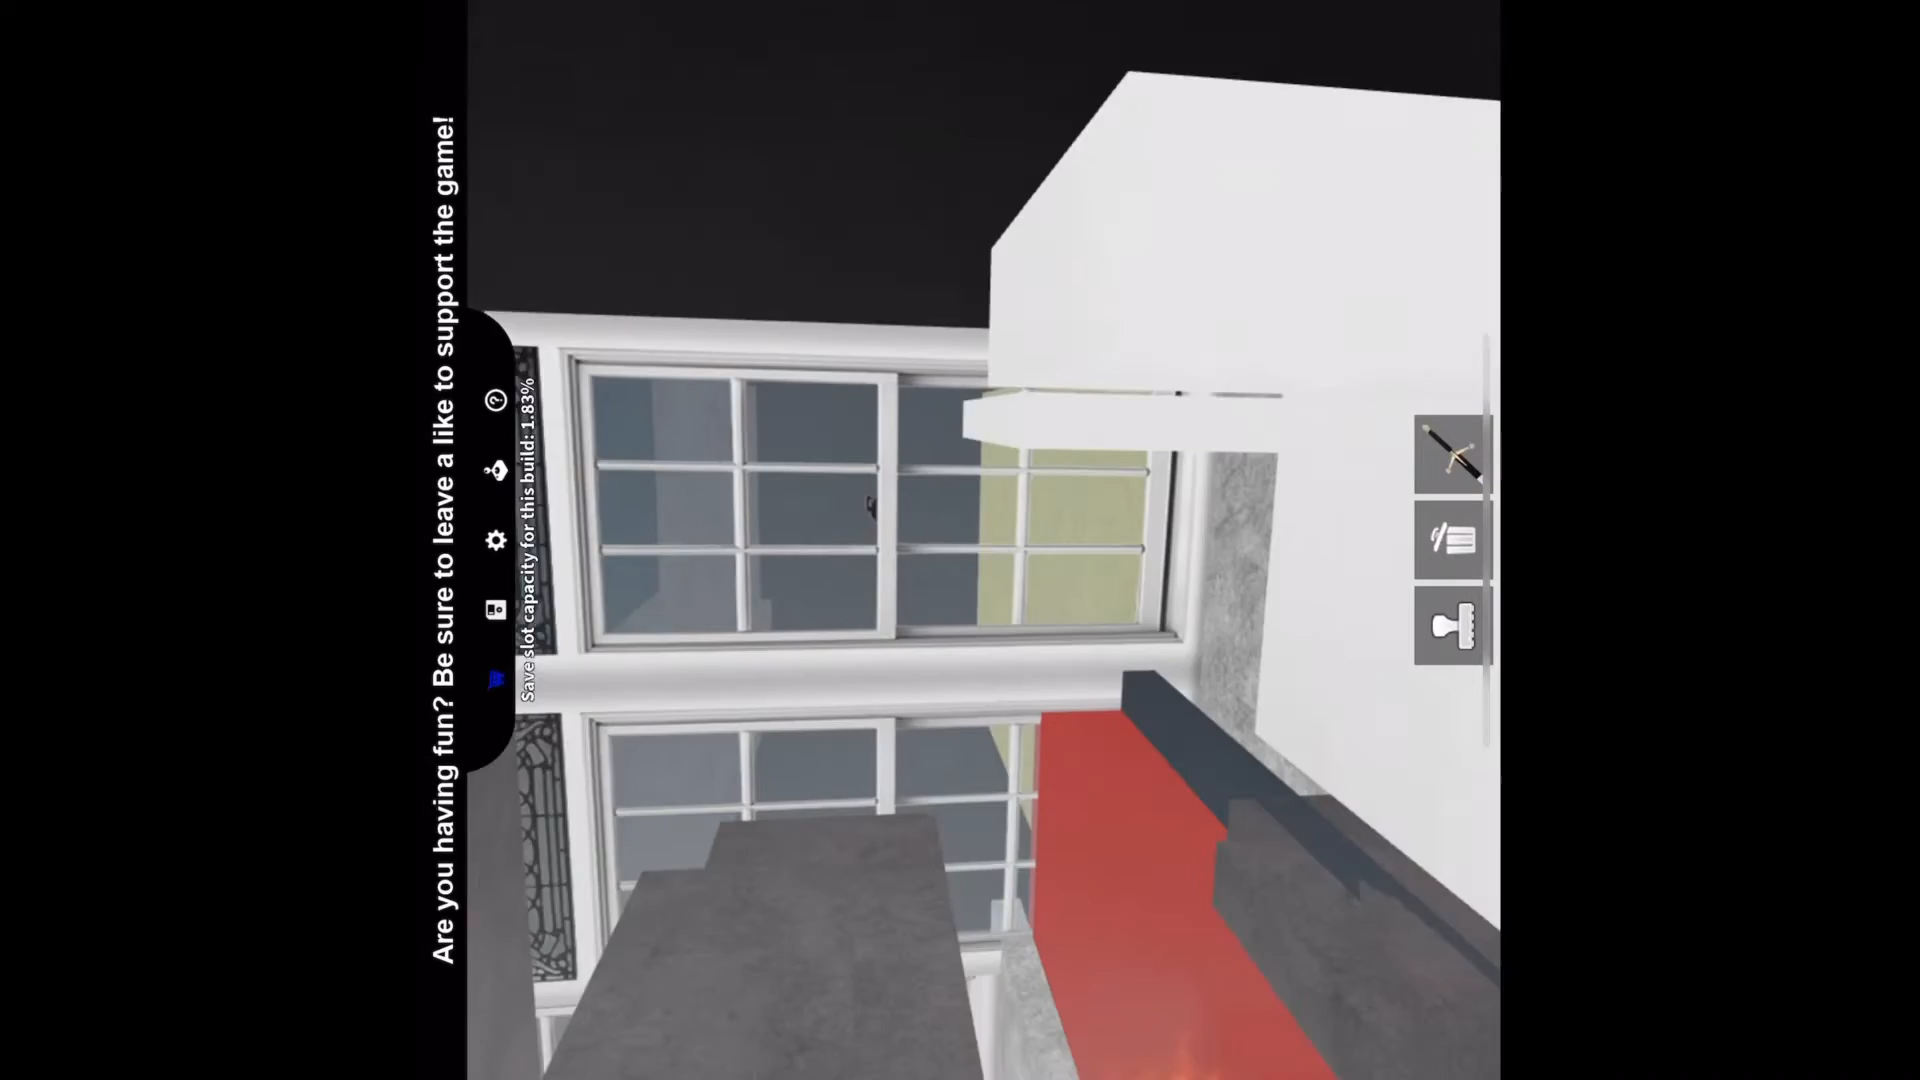 Are you having fun? Be sure to leave a like to support the game!
Save slot capacity for this build: 1.83%